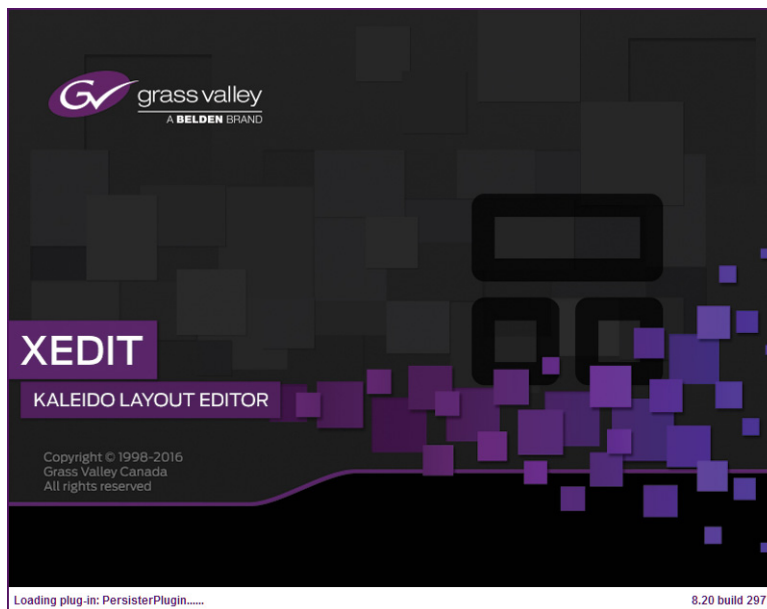 GV grass valley
A BELDEN BRAND
XEDIT
KALEIDO LAYOUT EDITOR
Copyright © 1998-2016
Grass Valley Canada
All rights reserved
Loading plug-in: PersisterPlugin...... 8.20 build 297